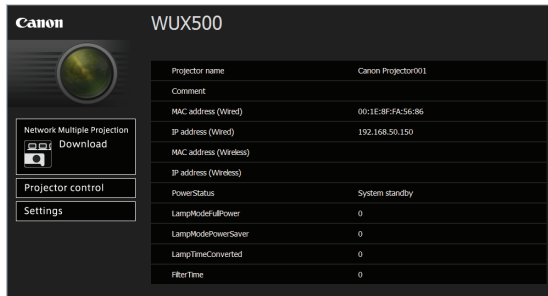 Canon
WUX500
Projector name Canon Projector001
Comment
MAC address (Wired) 00:1E:8F:FA:56:86
IP address (Wired) 192.168.50.150
MAC address (Wireless)
IP address (Wireless)
PowerStatus System standby
LampModeFullPower 0
LampModePowerSaver 0
LampTimeConverted 0
FilterTime 0
Network Multiple Projection
Download
Projector control
Settings